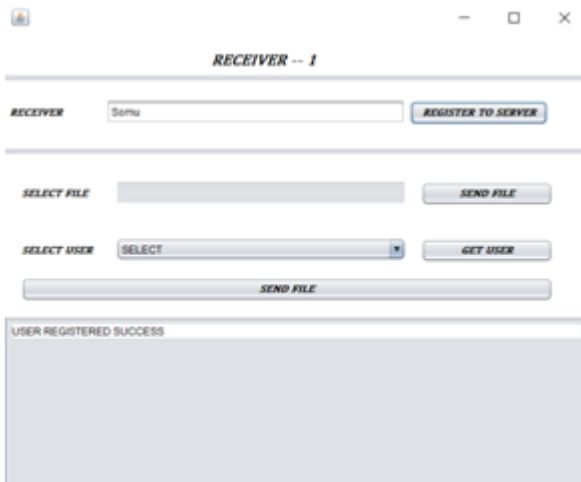 RECEIVER -- 1
RECEIVER Somu REGISTER TO SERVER
SELECT FILE SEND FILE
SELECT USER SELECT GET USER
SEND FILE
USER REGISTERED SUCCESS